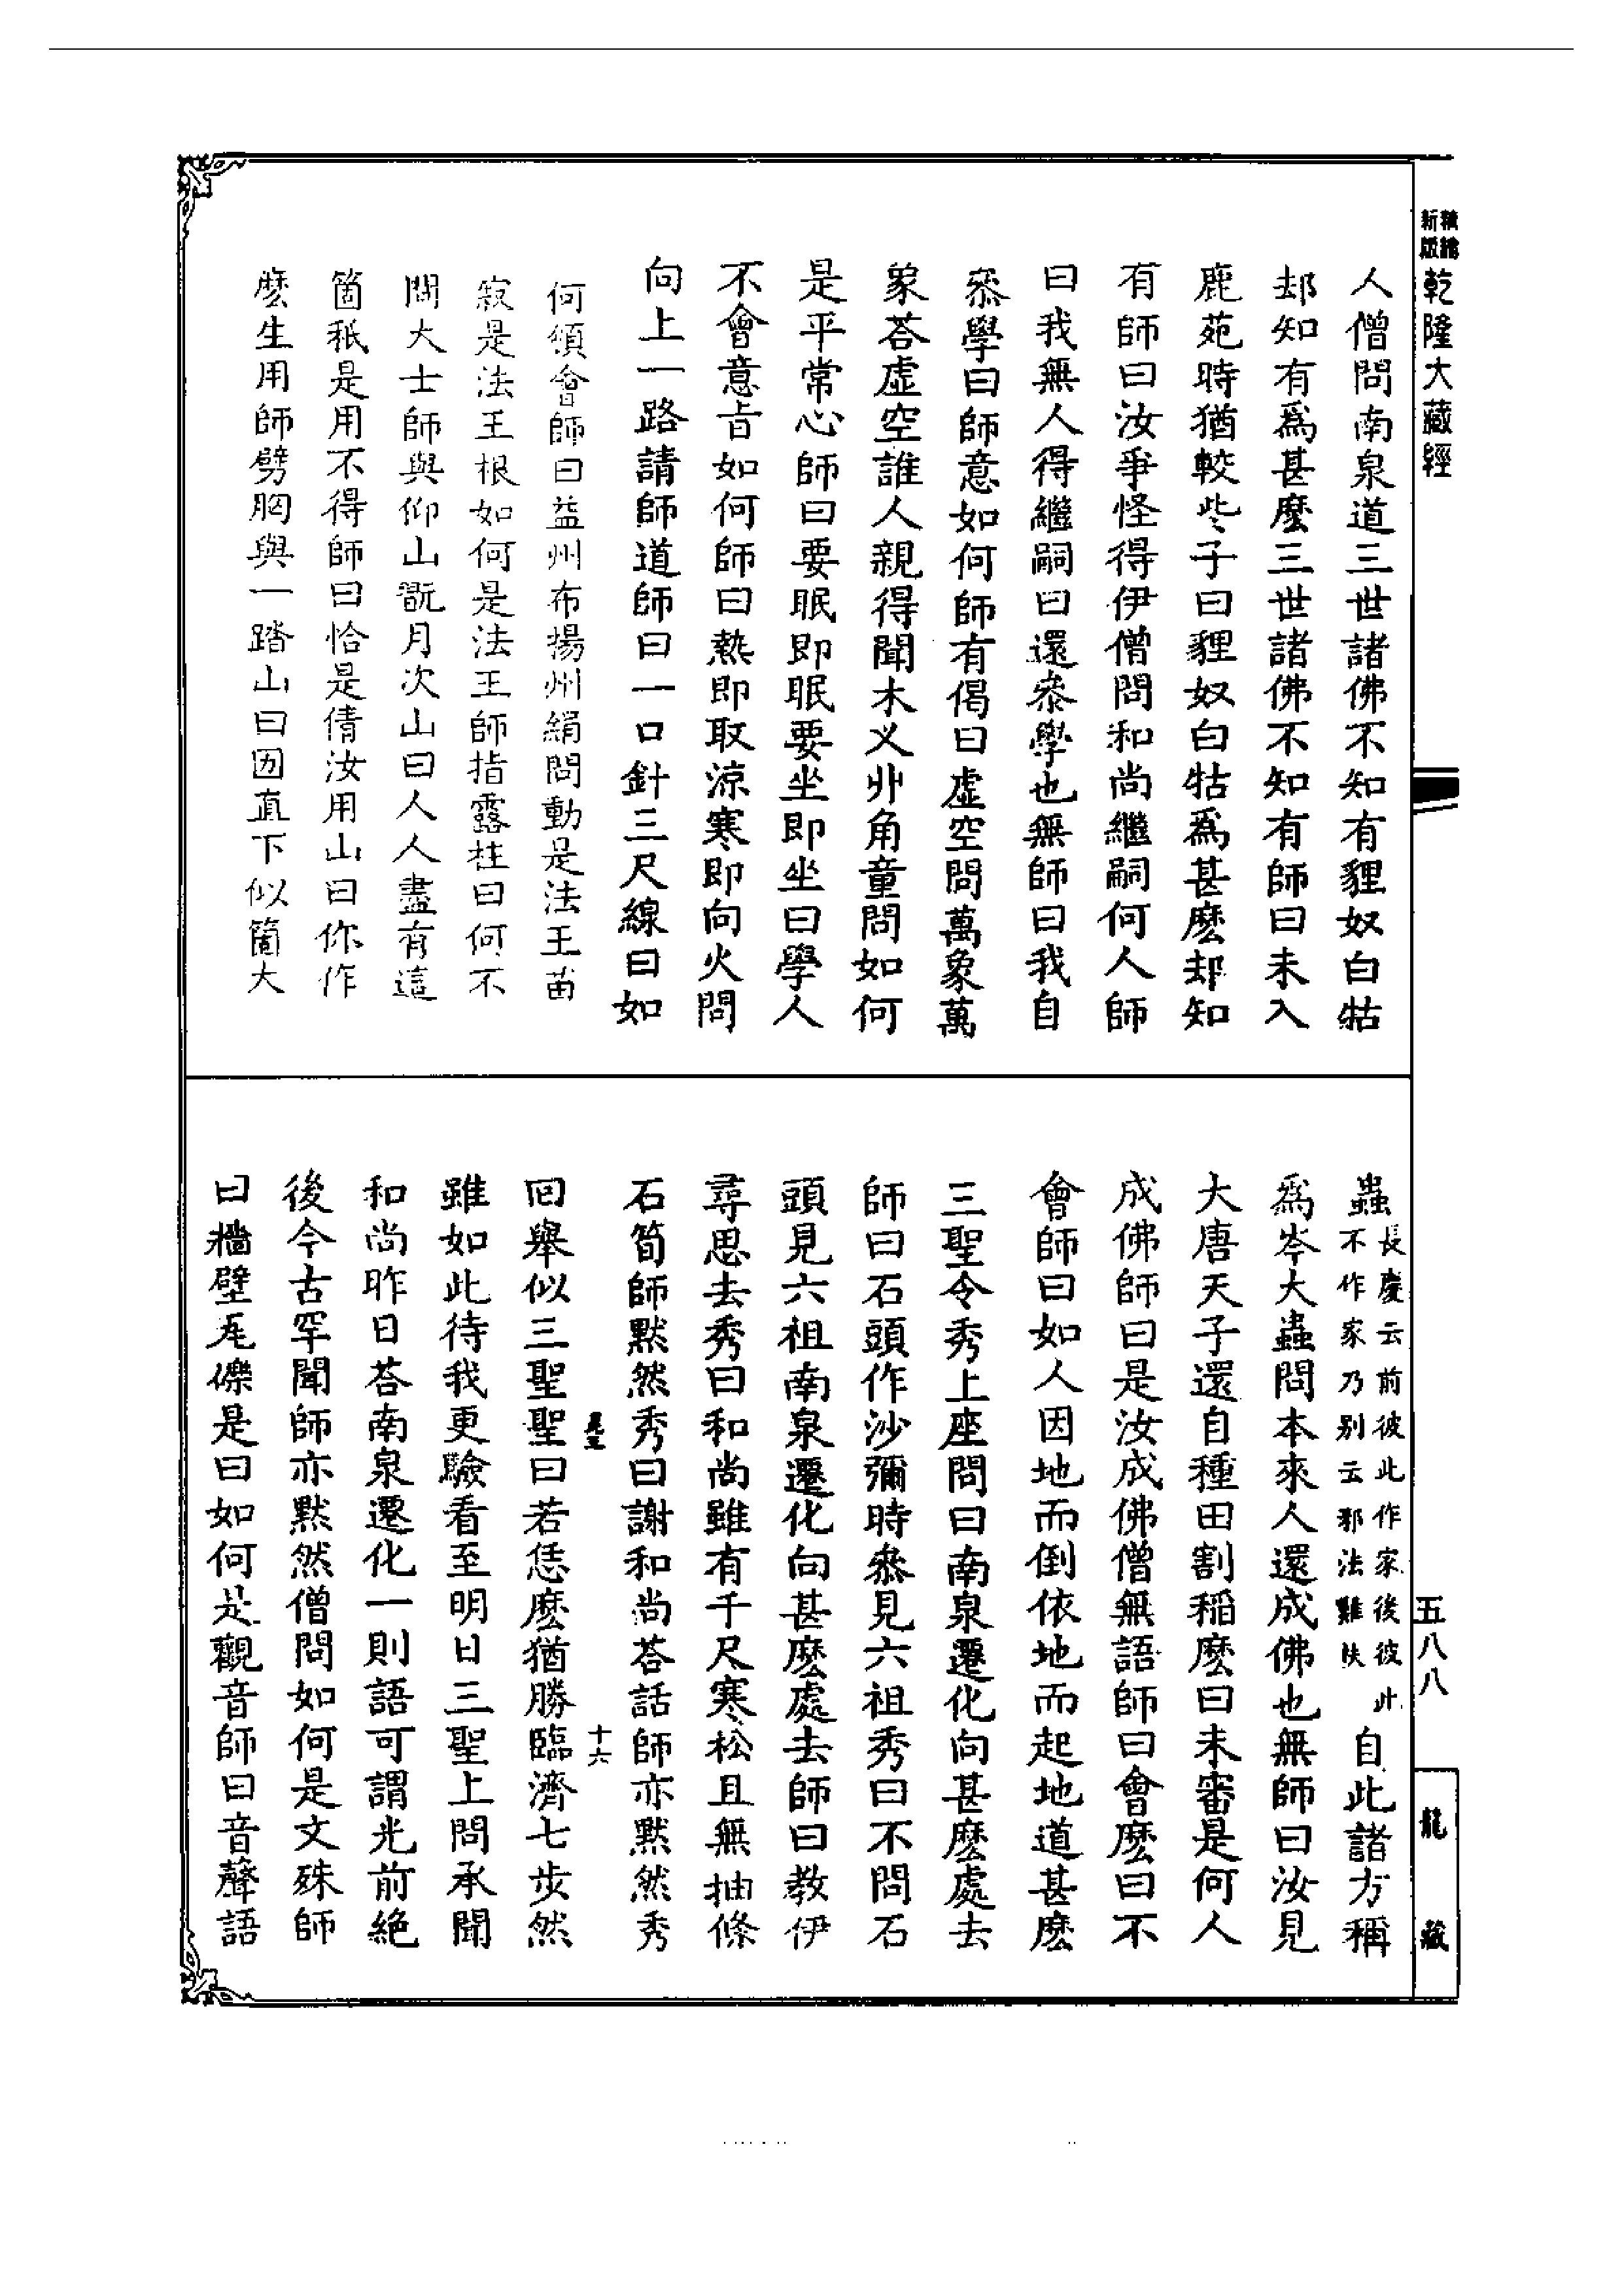 精繕
新版
乾隆大藏經
人僧問南泉道三世諸佛不知有貍奴白牯
却知有爲甚麽三世諸佛不知有師曰未入
鹿苑時猶較些子曰貍奴白牯爲甚麽却知
有師曰汝爭怪得伊僧問和尚繼嗣何人師
曰我無人得繼嗣曰還叅學也無師曰我自
叅學曰師意如何師有偈曰虛空問萬象萬
象荅虛空誰人親得聞木叉丱角童問如何
是平常心師曰要眠即眠要坐即坐曰學人
不會意旨如何師曰熱即取涼寒即向火問
向上一路請師道師曰一口針三尺線曰如
何領會師曰益州布揚州絹問動是法王苗
寂是法王根如何是法王師指露柱曰何不
問大士師與仰山翫月次山曰人人盡有這
箇秖是用不得師曰恰是倩汝用山曰你作
麽生用師劈胸與一踏山曰㘞直下似箇大
蟲長慶云前彼此作家後彼此
不作家乃别云邪法難扶自此諸方稱
爲岑大蟲問本來人還成佛也無師曰汝見
大唐天子還自種田割稻麽曰未審是何人
成佛師曰是汝成佛僧無語師曰會麽曰不
會師曰如人因地而倒依地而起地道甚麽
三聖令秀上座問曰南泉遷化向甚麽處去
師曰石頭作沙彌時叅見六祖秀曰不問石
頭見六祖南泉遷化向甚麽處去師曰教伊
尋思去秀曰和尚雖有千尺寒松且無抽條
石筍師黙然秀曰謝和尚荅話師亦黙然秀
十六
回舉似三聖聖曰若恁麽猶勝臨濟七步然
雖如此待我更驗看至明日三聖上問承聞
和尚昨日荅南泉遷化一則語可謂光前絶
後今古罕聞師亦黙然僧問如何是文殊師
曰牆壁瓦礫是曰如何是觀音師曰音聲語
五八八
龍藏